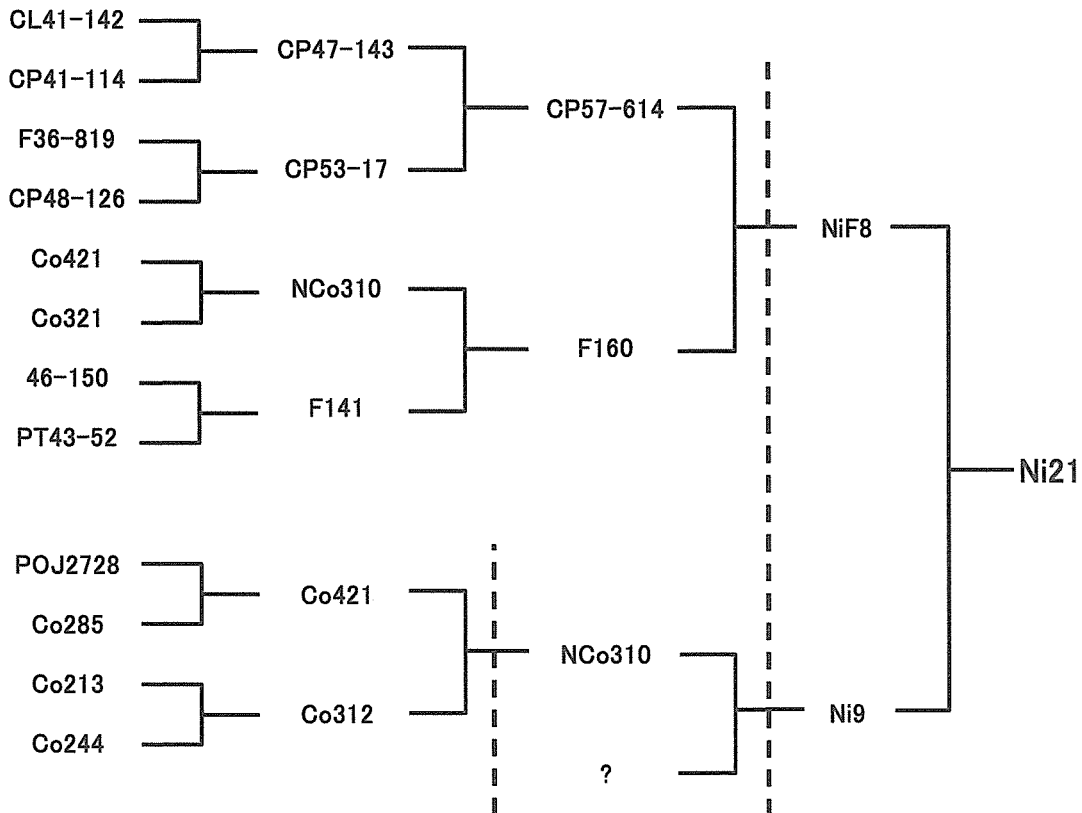 CL41-142
CP47-143
CP41-114
CP57-614
F36-819
CP53-17
CP48-126
NiF8
Co421
NCo310
Co321
F160
46-150
F141
PT43-52
Ni21
POJ2728
Co421
Co285
NCo310
Co213
Co312
Ni9
Co244
?